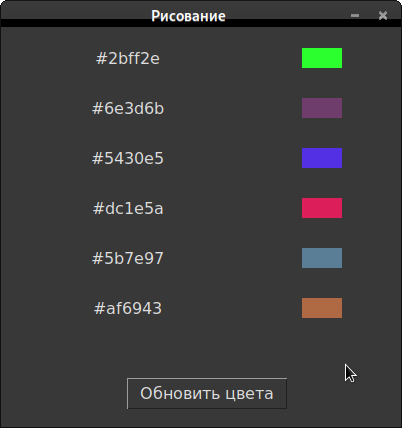 Рисование
#2bff2e
#6e3d6b
#5430e5
#dc1e5a
#5b7e97
#af6943
Обновить цвета